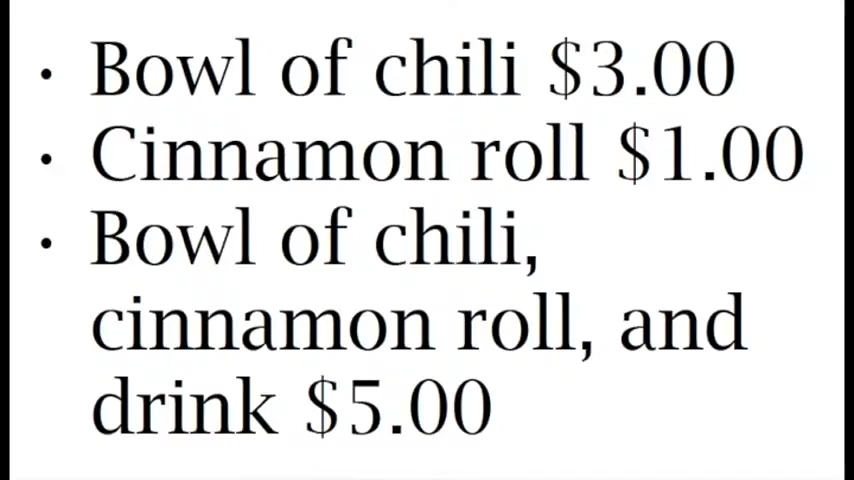 • Bowl of chili $3.00
• Cinnamon roll $1.00
• Bowl of chili,
cinnamon roll, and
drink $5.00